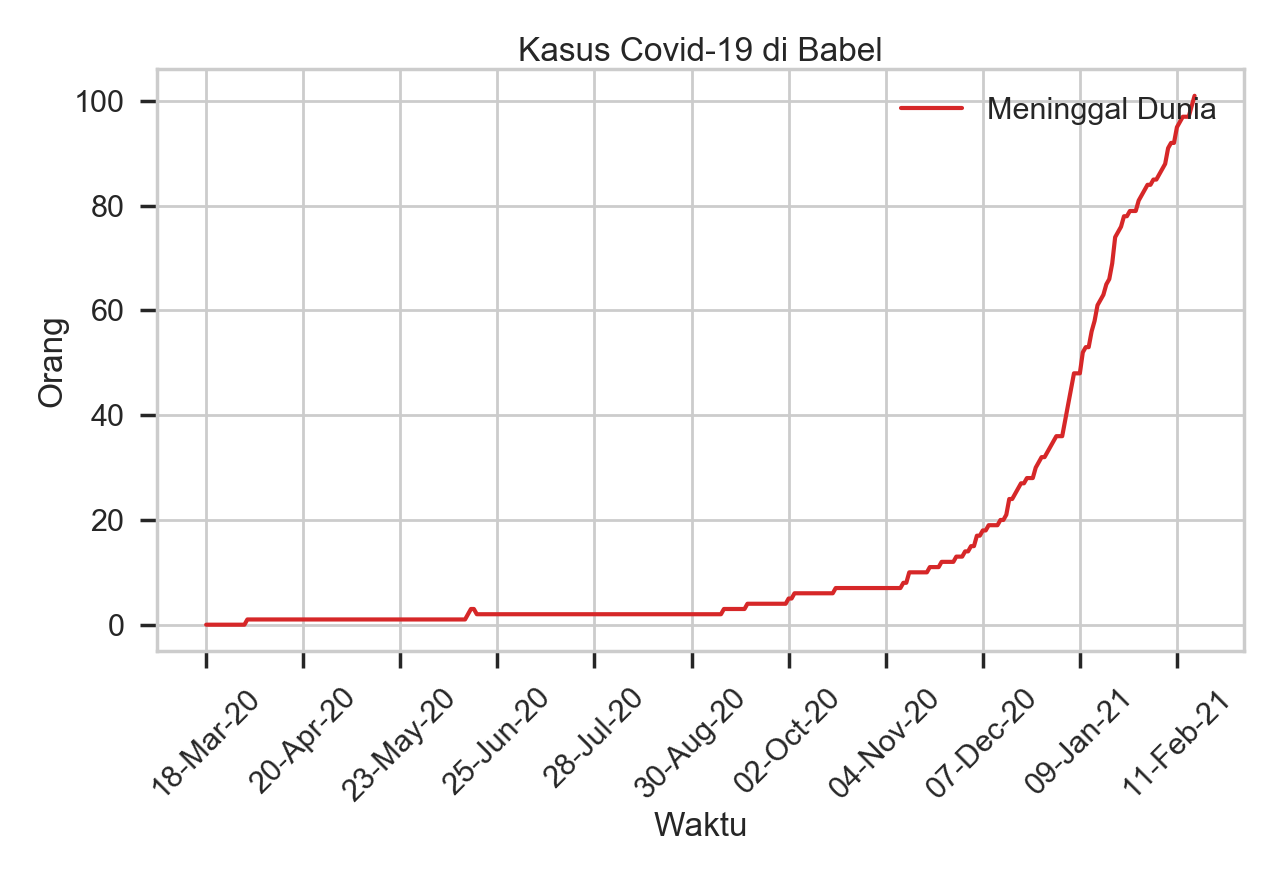 Kasus Covid-19 di Babel
Meninggal Dunia
Orang
100
80
60
40
20
0
18-Mar-20
20-Apr-20
23-May-20
25-Jun-20
28-Jul-20
30-Aug-20
02-Oct-20
04-Nov-20
07-Dec-20
09-Jan-21
11-Feb-21
Waktu